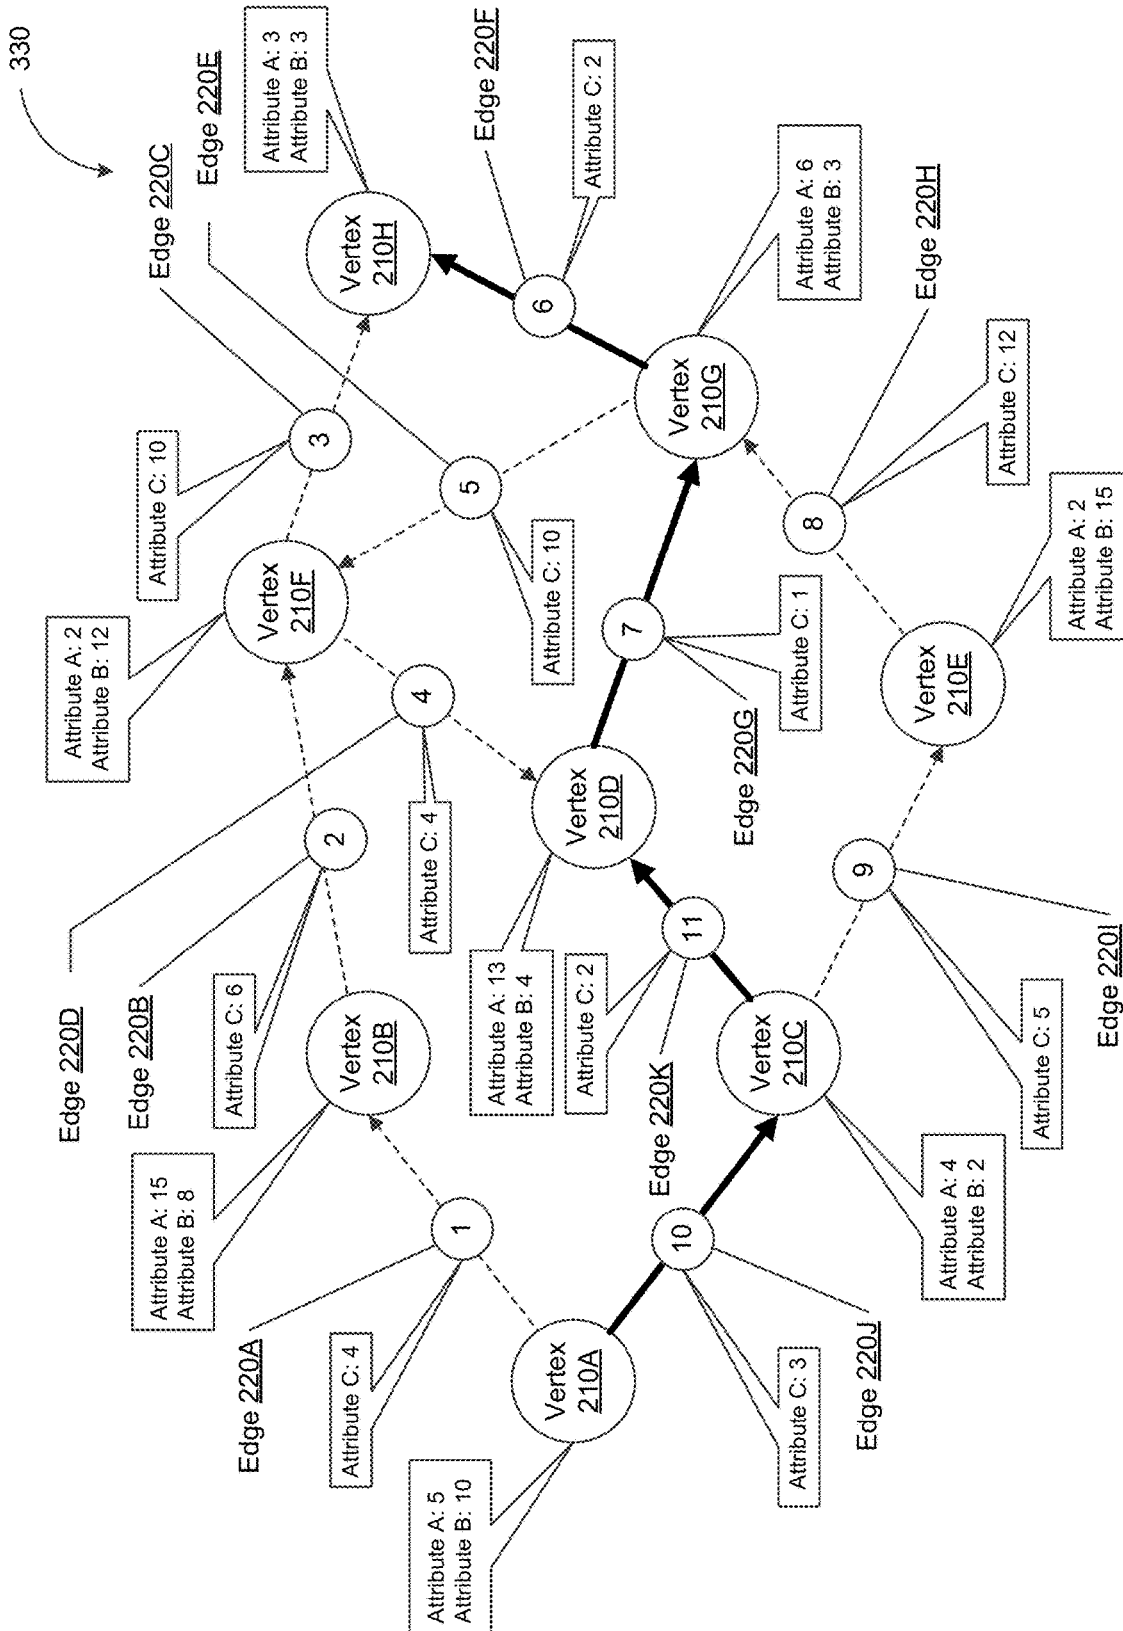 330
Edge 220D
Edge 220B
Edge 220C
Edge 220E
Attribute A: 2
Attribute B: 12
Attribute C: 10
Attribute A: 3
Attribute B: 3
Attribute A: 15
Attribute B: 8
Attribute C: 6
Edge 220A
Vertex
210B
2
Vertex
210F
3
Vertex
210H
Attribute C: 4
1
Attribute C: 4
4
5
Edge 220F
Attribute A: 5
Attribute B: 10
Attribute A: 13
Attribute B: 4
Attribute C: 10
6
Attribute C: 2
Vertex
210A
Attribute C: 2
Vertex
210D
7
Vertex
210G
Edge 220K
11
10
Attribute C: 3
Edge 220J
Vertex
210C
Edge 220G
Attribute C: 1
Attribute A: 6
Attribute B: 3
8
Edge 220H
Attribute A: 4
Attribute B: 2
9
Vertex
210E
Attribute C: 12
Attribute C: 5
Edge 220I
Attribute A: 2
Attribute B: 15